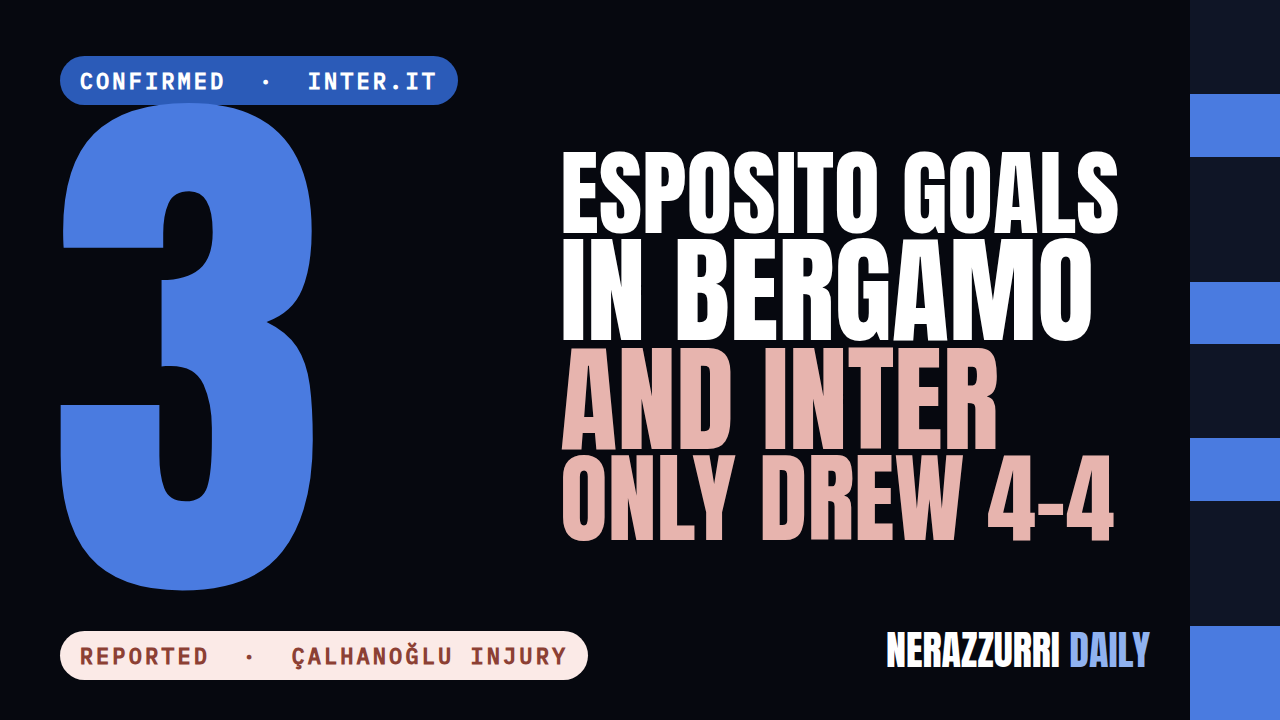 CONFIRMED · INTER.IT
3
ESPOSITO GOALS
IN BERGAMO
AND INTER
ONLY DREW 4-4
REPORTED · ÇALHANOĞLU INJURY
NERAZZURRI DAILY